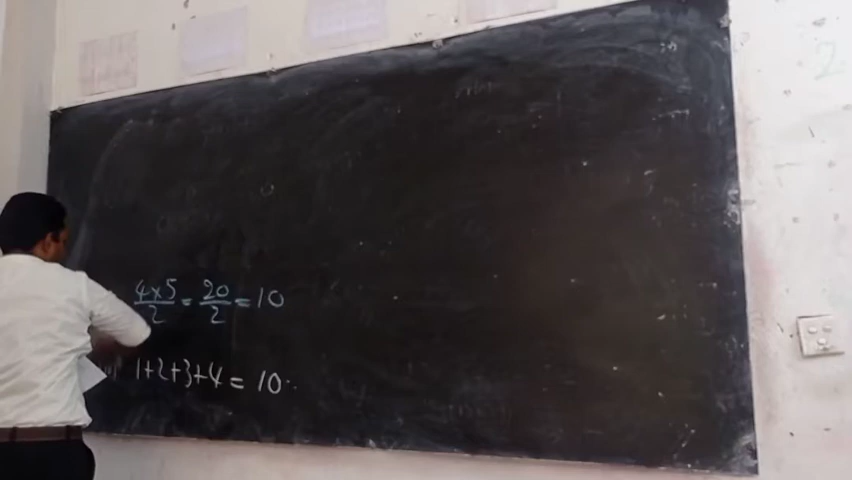 4×5/2 = 20/2 = 10
1+2+3+4 = 10